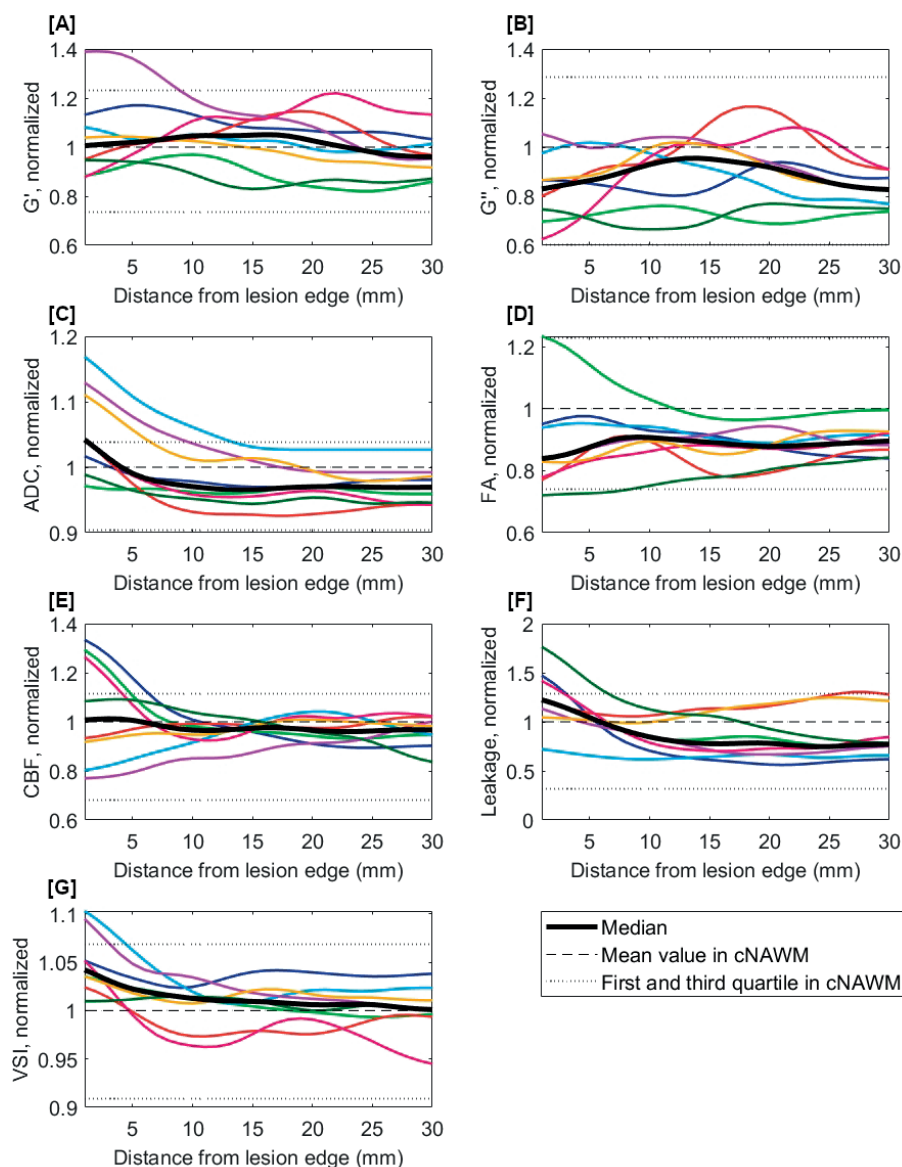 [A]
1.4
1.2
1
0.8
0.6
G', normalized
5 10 15 20 25 30
Distance from lesion edge (mm)
[B]
1.4
1.2
1
0.8
0.6
G", normalized
5 10 15 20 25 30
Distance from lesion edge (mm)
[C]
1.2
1.1
1
0.9
ADC, normalized
5 10 15 20 25 30
Distance from lesion edge (mm)
[D]
1.2
1
0.8
0.6
FA, normalized
5 10 15 20 25 30
Distance from lesion edge (mm)
[E]
1.4
1.2
1
0.8
0.6
CBF, normalized
5 10 15 20 25 30
Distance from lesion edge (mm)
[F]
2
1.5
1
0.5
0
Leakage, normalized
5 10 15 20 25 30
Distance from lesion edge (mm)
[G]
1.1
1.05
1
0.95
0.9
VSI, normalized
5 10 15 20 25 30
Distance from lesion edge (mm)
Median
Mean value in cNAWM
First and third quartile in cNAWM